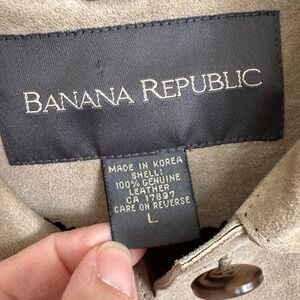 BANANA REPUBLIC
MADE IN KOREA
SHELL:
100% GENUINE
LEATHER
CA 17897
CARE ON REVERSE
L